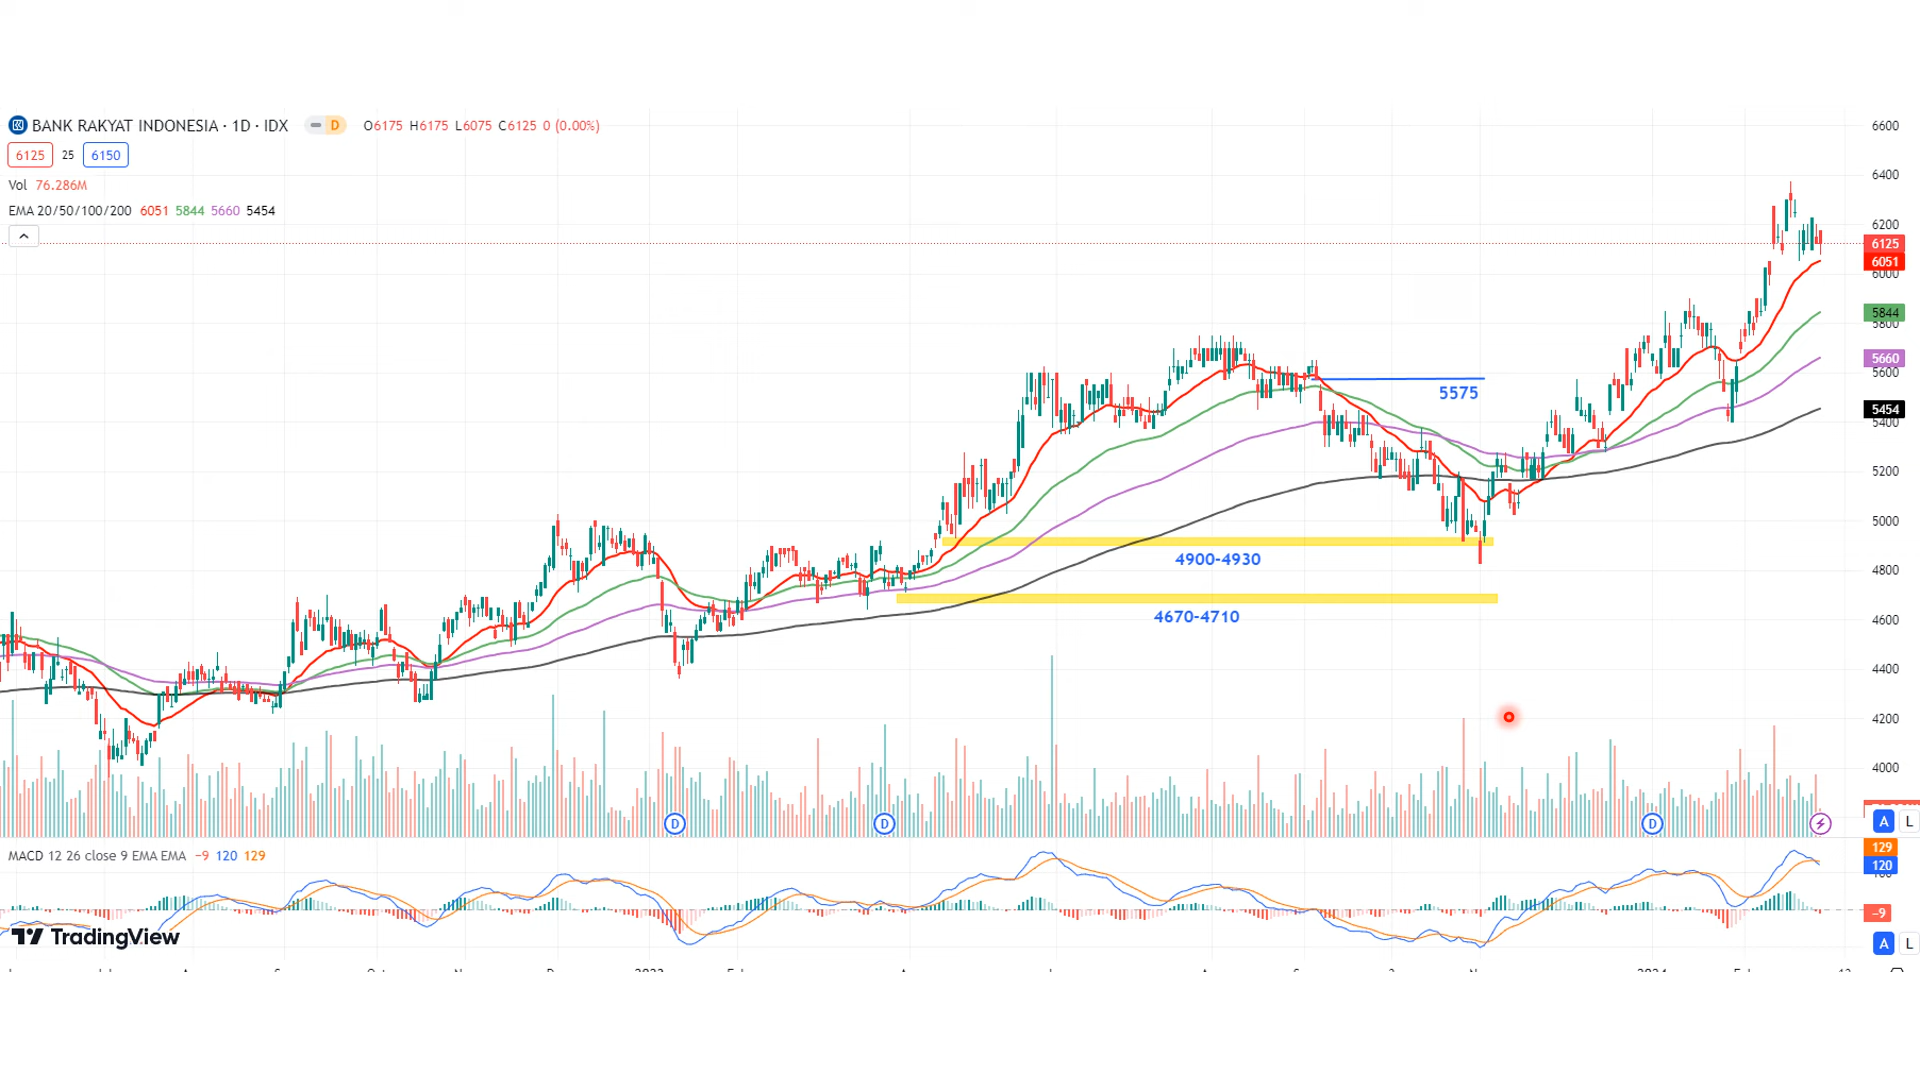 BANK RAKYAT INDONESIA · 1D · IDX D O6175 H6175 L6075 C6125 0 (0.00%)
6125 25 6150
Vol 76.286M
EMA 20/50/100/200 6051 5844 5660 5454
6600
6400
6200
6125
6051
6000
5844
5800
5660
5600
5454
5400
5200
5000
4800
4600
4400
4200
4000
5575
4900-4930
4670-4710
D
D
D
A L
MACD 12 26 close 9 EMA EMA −9 120 129
129
120
−9
TradingView
A L